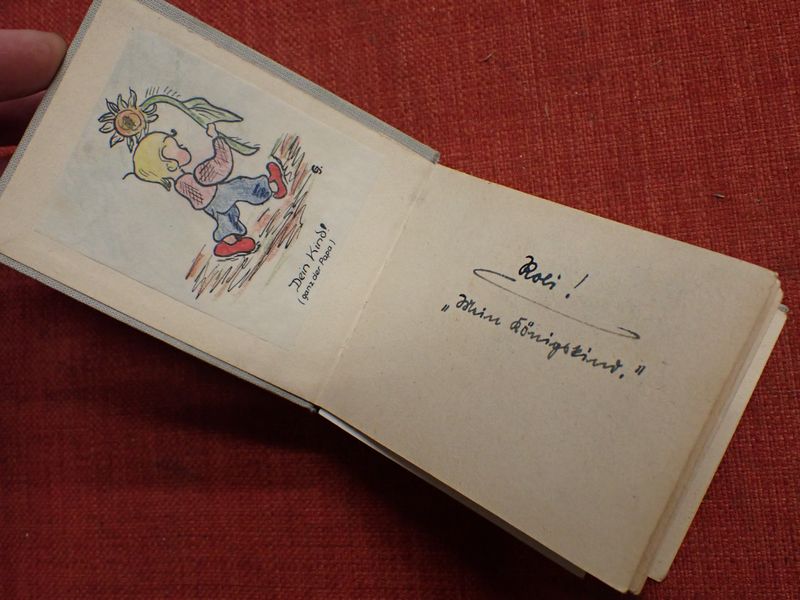 Dein Kind!
(ganz der Papa)
Roli!
"Mein Königskind."